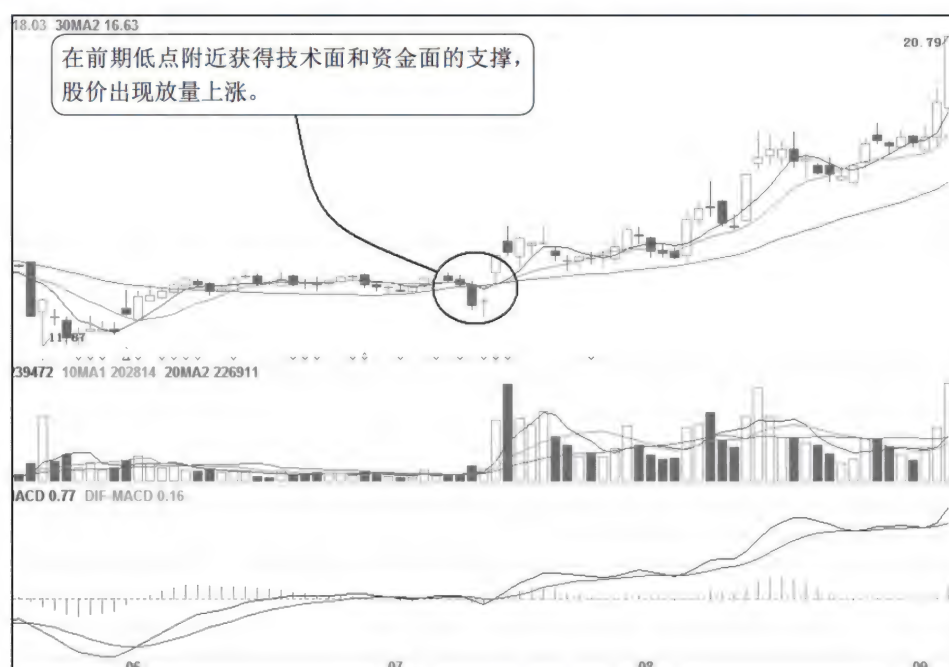 18.03 30MA2 16.63
在前期低点附近获得技术面和资金面的支撑，
股价出现放量上涨。
20.79
11.87
239472 10MA1 202814 20MA2 226911
MACD 0.77 DIF MACD 0.16
06 07 08 09